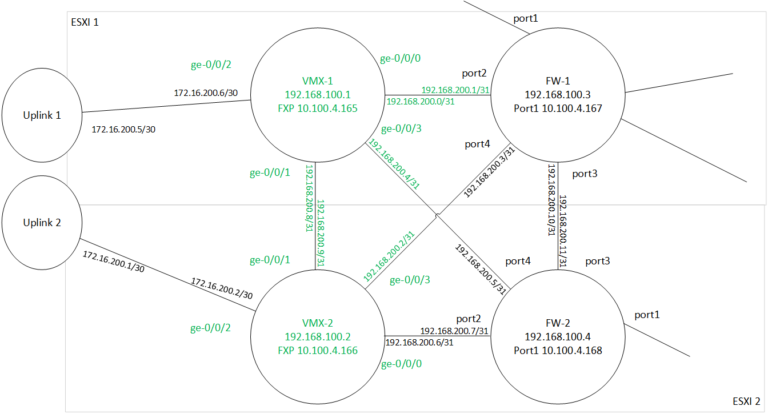 ESXI 1
port1
ge-0/0/2
ge-0/0/0
VMX-1
192.168.100.1
FXP 10.100.4.165
port2
FW-1
192.168.100.3
Port1 10.100.4.167
172.16.200.6/30
192.168.200.1/31
192.168.200.0/31
Uplink 1
172.16.200.5/30
ge-0/0/3
port4
192.168.200.4/31
192.168.200.3/31
ge-0/0/1
port3
192.168.200.8/31
192.168.200.9/31
192.168.200.10/31
192.168.200.11/31
Uplink 2
172.16.200.1/30
192.168.200.2/31
192.168.200.5/31
ge-0/0/1
port4
port3
172.16.200.2/30
ge-0/0/3
ge-0/0/2
VMX-2
192.168.100.2
FXP 10.100.4.166
port2
192.168.200.7/31
192.168.200.6/31
FW-2
192.168.100.4
Port1 10.100.4.168
port1
ge-0/0/0
ESXI 2